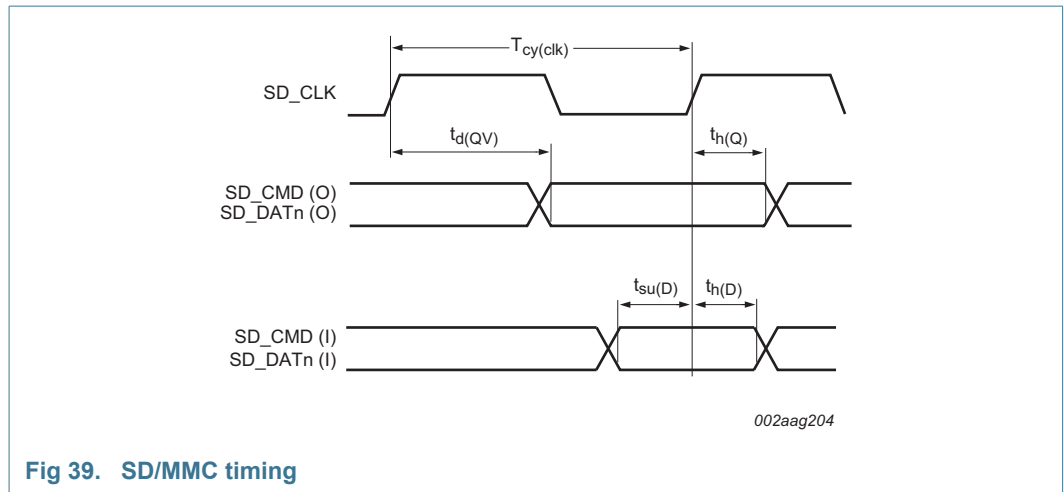 Tcy(clk)
SD_CLK
td(QV)
th(Q)
SD_CMD (O)
SD_DATn (O)
tsu(D)
th(D)
SD_CMD (I)
SD_DATn (I)
002aag204
Fig 39. SD/MMC timing